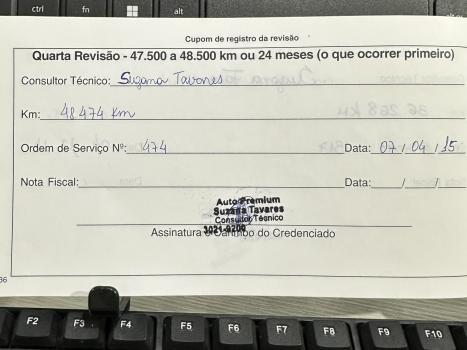 ctrl fn alt
Cupom de registro da revisão
Quarta Revisão - 47.500 a 48.500 km ou 24 meses (o que ocorrer primeiro)
Consultor Técnico: Suzana Tavares
Km: 48474 Km
Ordem de Serviço Nº: 474 Data: 07 / 04 / 15
Nota Fiscal: Data: / /
Auto Premium
Suzana Tavares
Consultor Técnico
3021-9200
Assinatura e Carimbo do Credenciado
36
F2 F3 F4 F5 F6 F7 F8 F9 F10